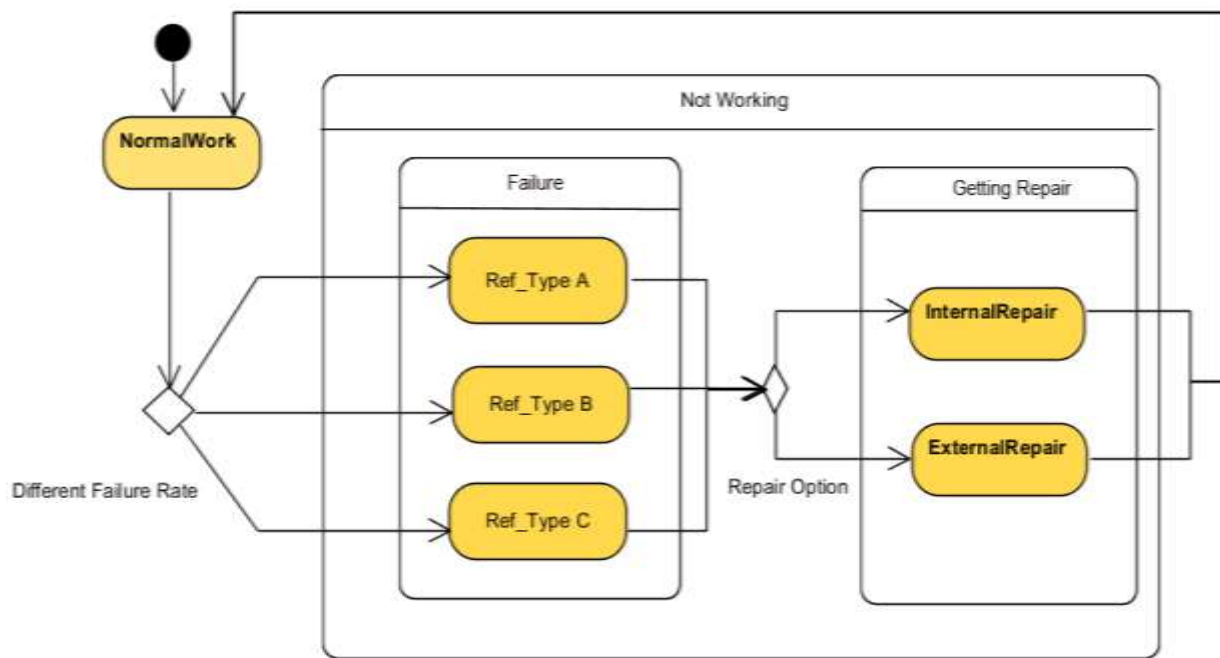 Not Working
NormalWork
Failure
Getting Repair
Ref_Type A
InternalRepair
Ref_Type B
ExternalRepair
Different Failure Rate
Repair Option
Ref_Type C